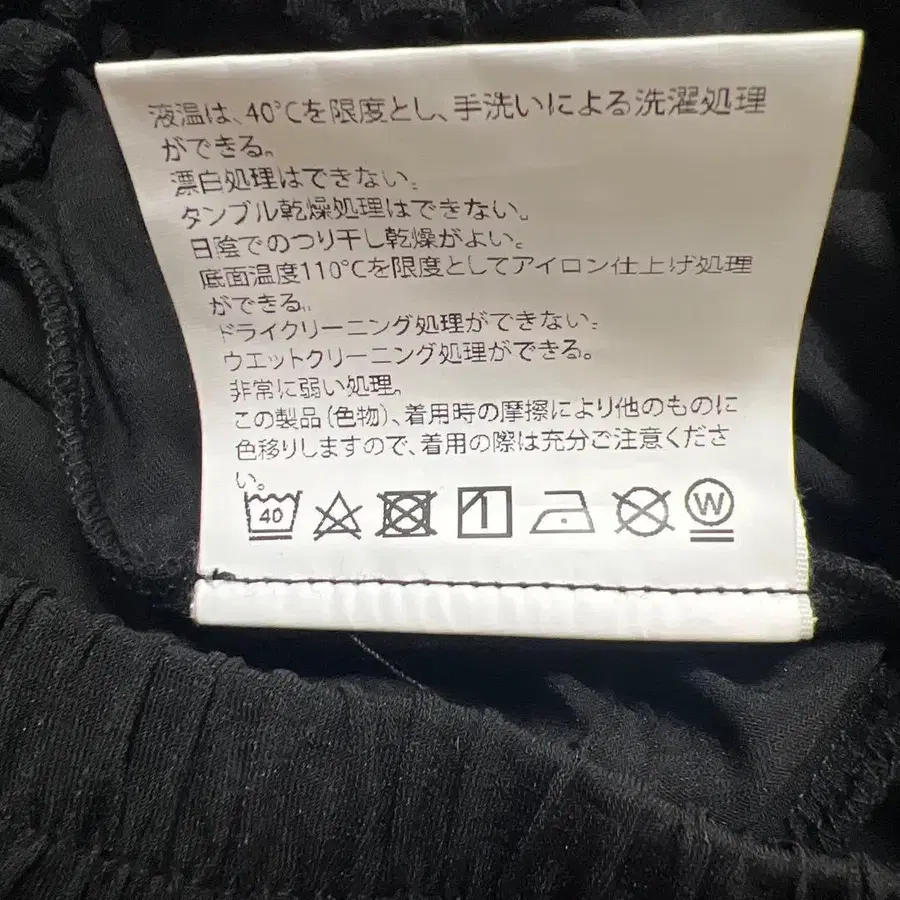 液温は、40℃を限度とし、手洗いによる洗濯処理
ができる。
漂白処理はできない。
タンブル乾燥処理はできない。
日陰でのつり干し乾燥がよい。
底面温度110℃を限度としてアイロン仕上げ処理
ができる。
ドライクリーニング処理ができない。
ウエットクリーニング処理ができる。
非常に弱い処理。
この製品(色物)、着用時の摩擦により他のものに
色移りしますので、着用の際は充分ご注意くださ
い。
40 W